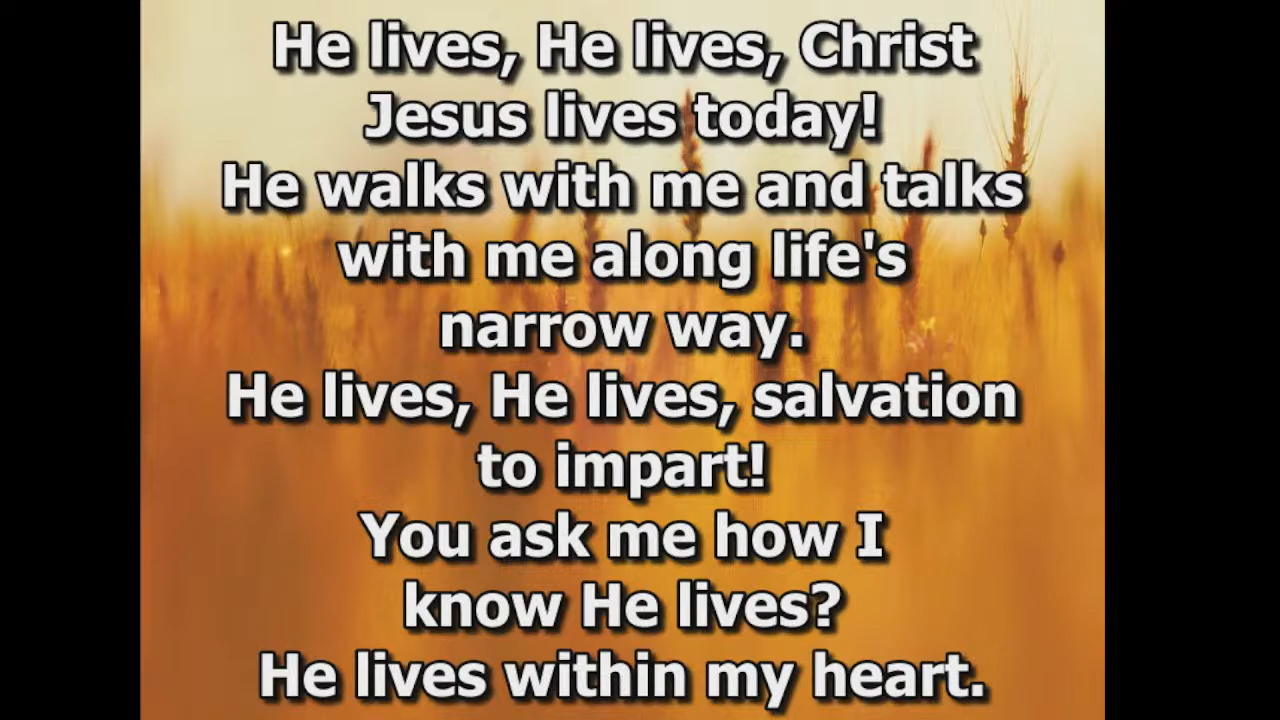 He lives, He lives, Christ
Jesus lives today!
He walks with me and talks
with me along life's
narrow way.
He lives, He lives, salvation
to impart!
You ask me how I
know He lives?
He lives within my heart.